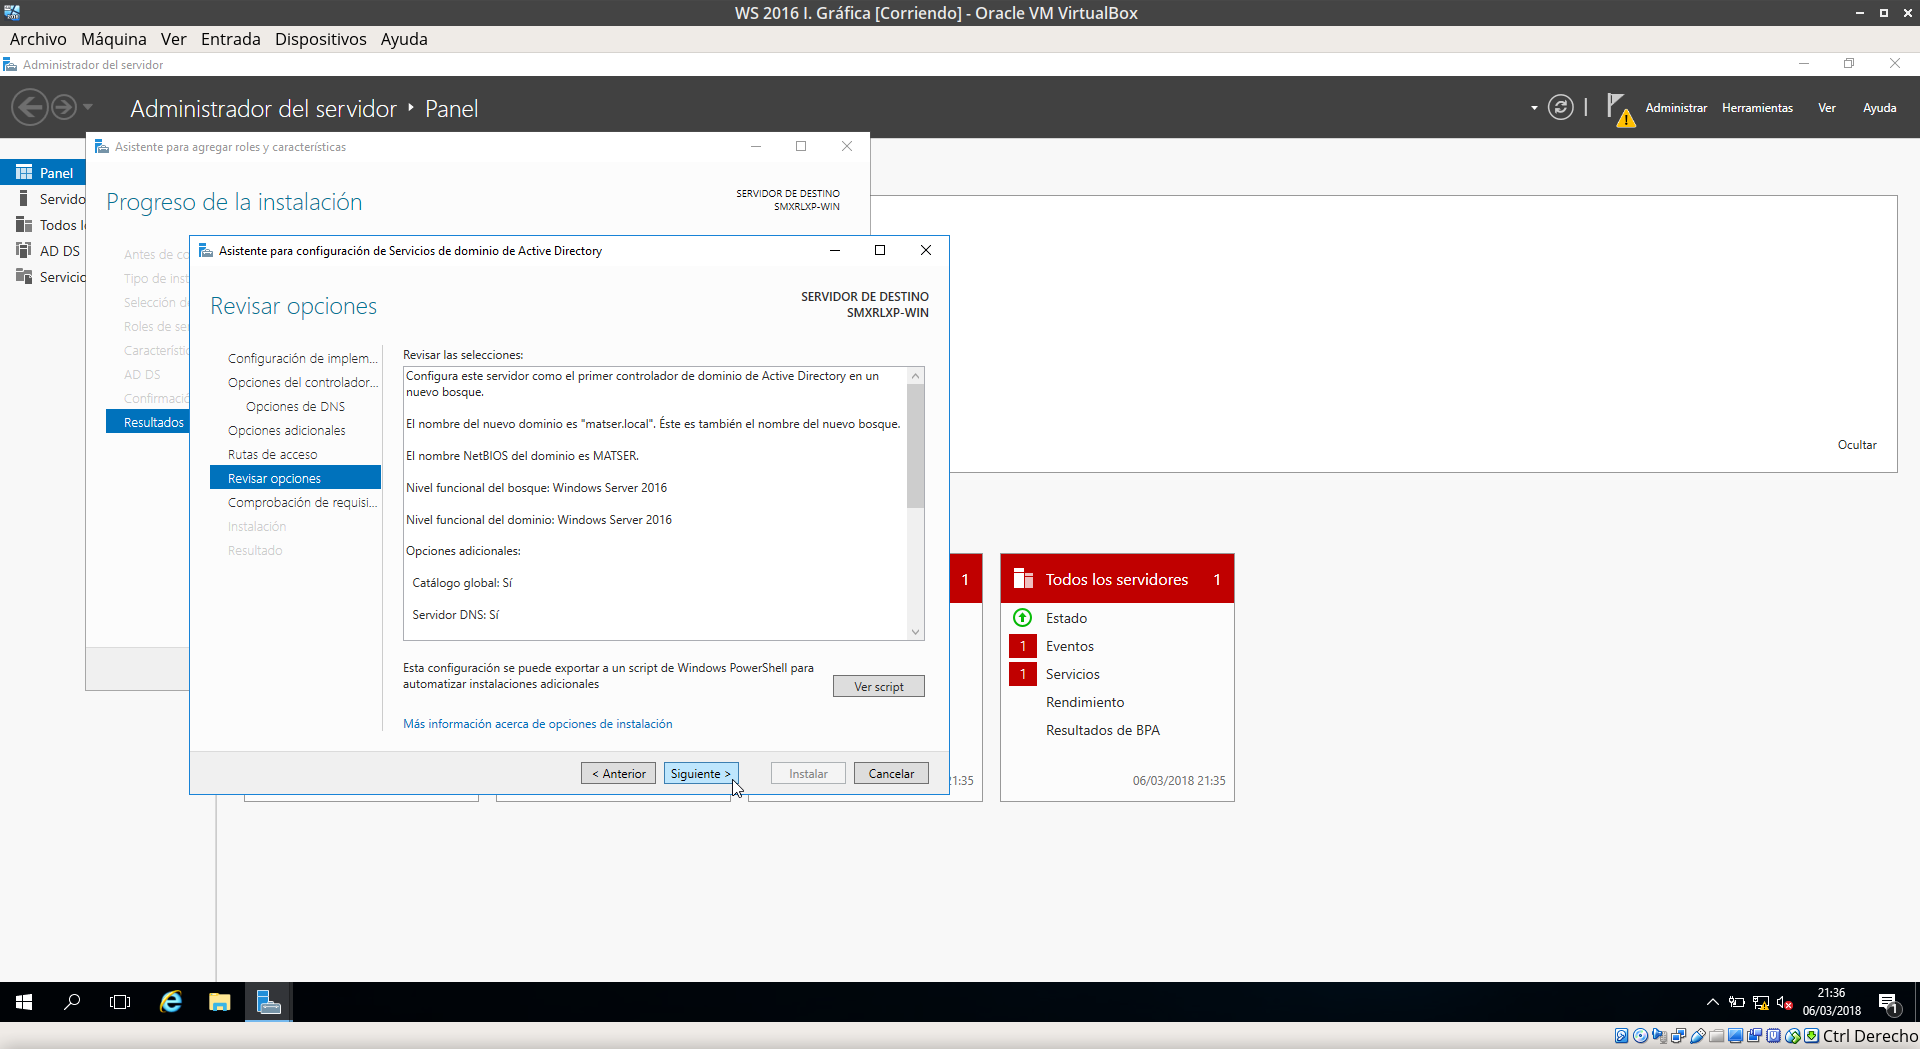 WS 2016 I. Gráfica [Corriendo] - Oracle VM VirtualBox
Archivo Máquina Ver Entrada Dispositivos Ayuda
Administrador del servidor
Administrador del servidor ‣ Panel
Administrar Herramientas Ver Ayuda
Asistente para agregar roles y características
Panel
Progreso de la instalación
SERVIDOR DE DESTINO
SMXRLXP-WIN
Servido
Todos l
AD DS
Servicio
Antes de co
Tipo de inst
Selección d
Roles de se
Característic
AD DS
Confirmació
Resultados
Asistente para configuración de Servicios de dominio de Active Directory
Revisar opciones
SERVIDOR DE DESTINO
SMXRLXP-WIN
Configuración de implem...
Opciones del controlador...
Opciones de DNS
Opciones adicionales
Rutas de acceso
Revisar opciones
Comprobación de requisi...
Instalación
Resultado
Revisar las selecciones:
Configura este servidor como el primer controlador de dominio de Active Directory en un
nuevo bosque.
El nombre del nuevo dominio es "matser.local". Éste es también el nombre del nuevo bosque.
El nombre NetBIOS del dominio es MATSER.
Nivel funcional del bosque: Windows Server 2016
Nivel funcional del dominio: Windows Server 2016
Opciones adicionales:
Catálogo global: Sí
Servidor DNS: Sí
Esta configuración se puede exportar a un script de Windows PowerShell para
automatizar instalaciones adicionales
Ver script
Más información acerca de opciones de instalación
< Anterior Siguiente > Instalar Cancelar
Ocultar
1
Todos los servidores 1
Estado
1 Eventos
1 Servicios
Rendimiento
Resultados de BPA
1:35
06/03/2018 21:35
21:36
06/03/2018
1
Ctrl Derecho